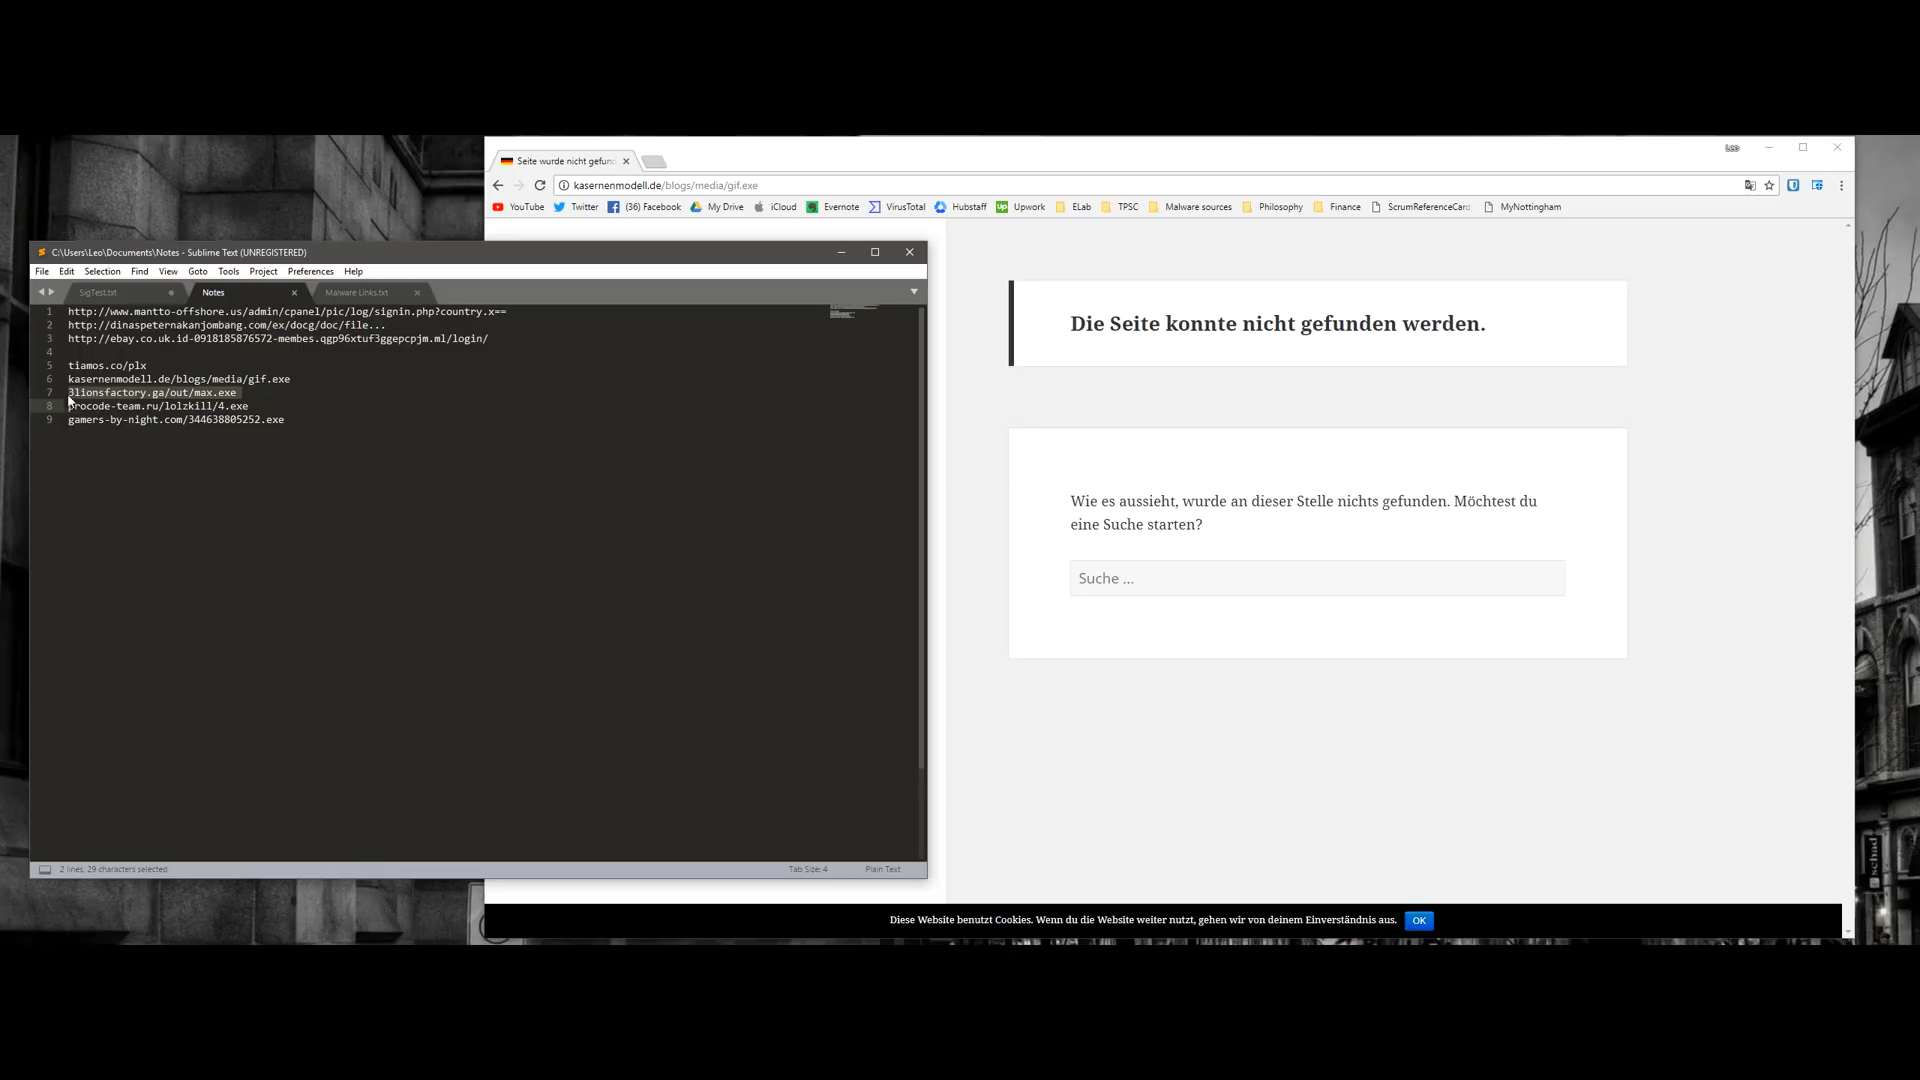 Leo
Seite wurde nicht gefun
kasernenmodell.de/blogs/media/gif.exe
YouTube Twitter (36) Facebook My Drive iCloud Evernote VirusTotal Hubstaff Upwork ELab TPSC Malware sources Philosophy Finance ScrumReferenceCard MyNottingham
C:\Users\Leo\Documents\Notes - Sublime Text (UNREGISTERED)
File Edit Selection Find View Goto Tools Project Preferences Help
SigTest.txt Notes Malware Links.txt
1 http://www.mantto-offshore.us/admin/cpanel/pic/log/signin.php?country.x==
2 http://dinaspeternakanjombang.com/ex/docg/doc/file...
3 http://ebay.co.uk.id-0918185876572-membes.qgp96xtuf3ggepcpjm.ml/login/
4
5 tiamos.co/plx
6 kasernenmodell.de/blogs/media/gif.exe
7 3lionsfactory.ga/out/max.exe
8 procode-team.ru/lolzkill/4.exe
9 gamers-by-night.com/344638805252.exe
2 lines, 29 characters selected
Tab Size: 4
Plain Text
Die Seite konnte nicht gefunden werden.
Wie es aussieht, wurde an dieser Stelle nichts gefunden. Möchtest du
eine Suche starten?
Suche ...
Diese Website benutzt Cookies. Wenn du die Website weiter nutzt, gehen wir von deinem Einverständnis aus.
OK
schad